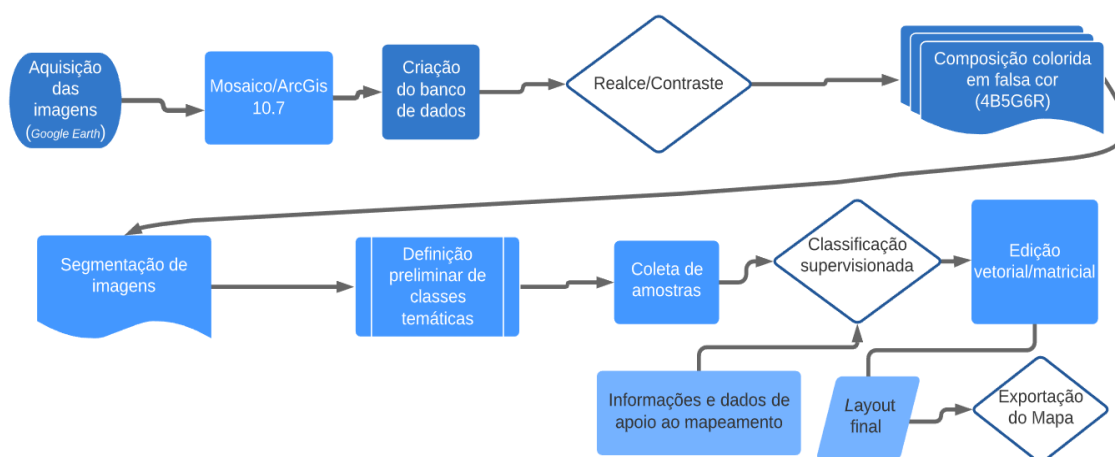 Aquisição
das
imagens
(Google Earth)
Mosaico/ArcGis
10.7
Criação
do banco
de dados
Realce/Contraste
Composição colorida
em falsa cor
(4B5G6R)
Segmentação de
imagens
Definição
preliminar de
classes
temáticas
Coleta de
amostras
Classificação
supervisionada
Edição
vetorial/matricial
Informações e dados de
apoio ao mapeamento
Layout
final
Exportação
do Mapa